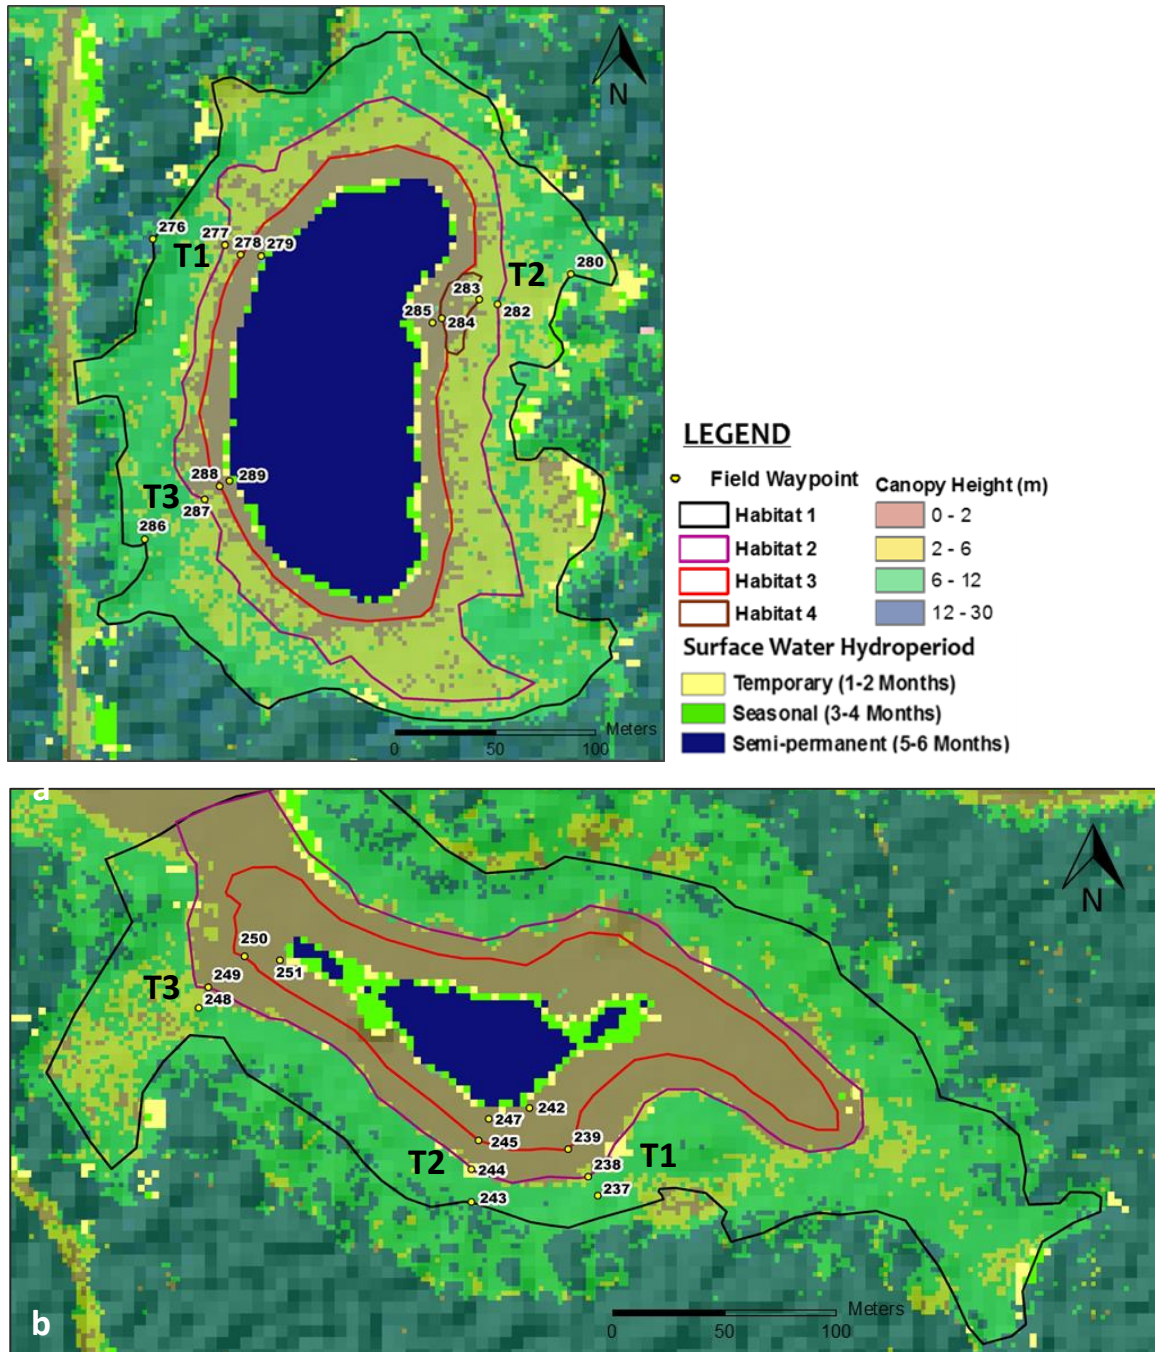 N
276
277
T1
278
279
280
T2
283
282
285
284
288
289
T3
287
286
Meters
0
50
100
LEGEND
Field Waypoint
Habitat 1
Habitat 2
Habitat 3
Habitat 4
Canopy Height (m)
0 - 2
2 - 6
6 - 12
12 - 30
Surface Water Hydroperiod
Temporary (1-2 Months)
Seasonal (3-4 Months)
Semi-permanent (5-6 Months)
a
N
250
251
T3
249
248
242
247
239
245
T2
244
238
T1
237
243
Meters
0
50
100
b